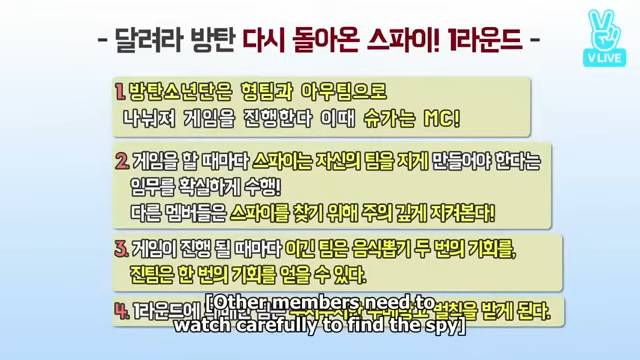 - 달려라 방탄 다시 돌아온 스파이! 1라운드 -
V LIVE
1. 방탄소년단은 형팀과 아우팀으로
나눠져 게임을 진행한다 이때 슈가는 MC!
2. 게임을 할 때마다 스파이는 자신의 팀을 지게 만들어야 한다는
임무를 확실하게 수행!
다른 멤버들은 스파이를 찾기 위해 주의 깊게 지켜본다!
3. 게임이 진행 될 때마다 이긴 팀은 음식뽑기 두 번의 기회를,
진팀은 한 번의 기회를 얻을 수 있다.
4. 1라운드에 벌칙을 받게 된다.
[Other members need to
watch carefully to find the spy]